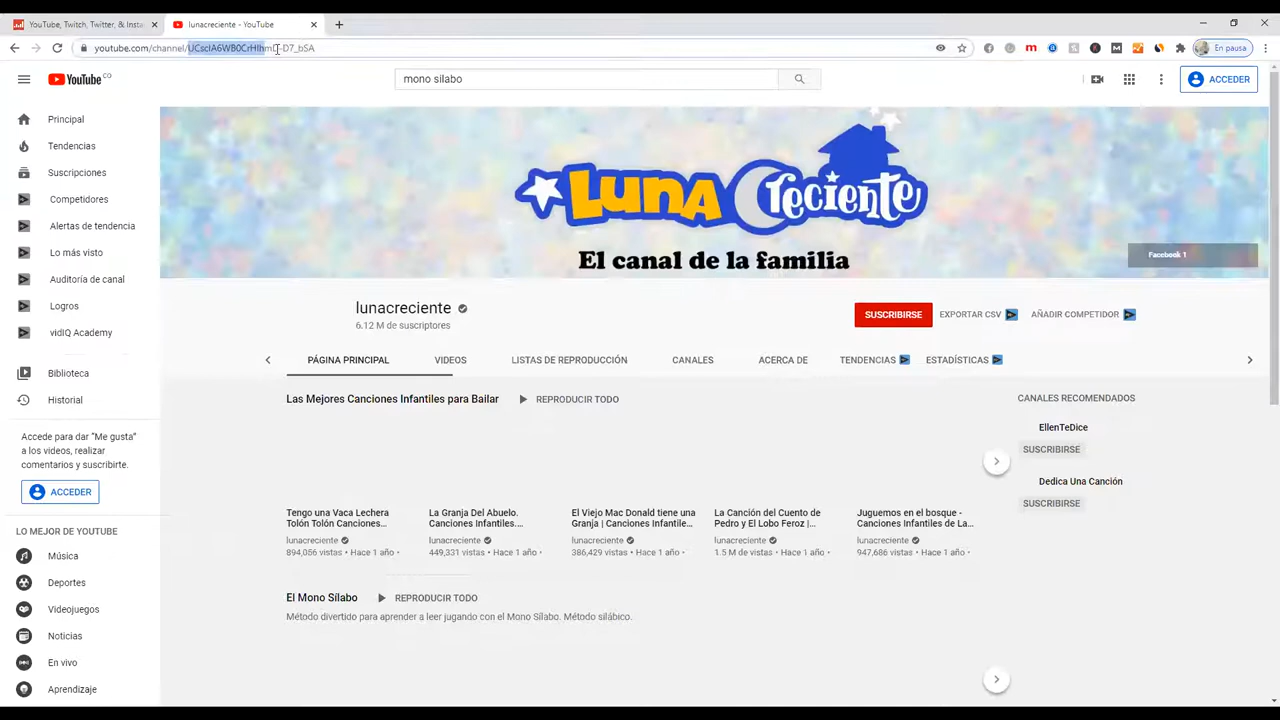 YouTube, Twitch, Twitter, & Insta
lunacreciente - YouTube
En pausa
YouTube CO
mono silabo
ACCEDER
Principal
Tendencias
Suscripciones
Competidores
Alertas de tendencia
Lo más visto
Auditoría de canal
Logros
vidIQ Academy
Biblioteca
Historial
Accede para dar “Me gusta”
a los videos, realizar
comentarios y suscribirte.
ACCEDER
LO MEJOR DE YOUTUBE
Música
Deportes
Videojuegos
Noticias
En vivo
Aprendizaje
Luna Creciente
El canal de la familia
Facebook 1
lunacreciente
6.12 M de suscriptores
SUSCRIBIRSE
EXPORTAR CSV
AÑADIR COMPETIDOR
PÁGINA PRINCIPAL
VIDEOS
LISTAS DE REPRODUCCIÓN
CANALES
ACERCA DE
TENDENCIAS
ESTADÍSTICAS
Las Mejores Canciones Infantiles para Bailar
REPRODUCIR TODO
Tengo una Vaca Lechera
Tolón Tolón Canciones...
lunacreciente
894,056 vistas • Hace 1 año •
La Granja Del Abuelo.
Canciones Infantiles....
lunacreciente
449,331 vistas • Hace 1 año •
El Viejo Mac Donald tiene una
Granja | Canciones Infantile...
lunacreciente
386,429 vistas • Hace 1 año •
La Canción del Cuento de
Pedro y El Lobo Feroz |...
lunacreciente
1.5 M de vistas • Hace 1 año •
Juguemos en el bosque -
Canciones Infantiles de La...
lunacreciente
947,686 vistas • Hace 1 año •
El Mono Sílabo
REPRODUCIR TODO
Método divertido para aprender a leer jugando con el Mono Sílabo. Método silábico.
CANALES RECOMENDADOS
EllenTeDice
SUSCRIBIRSE
Dedica Una Canción
SUSCRIBIRSE